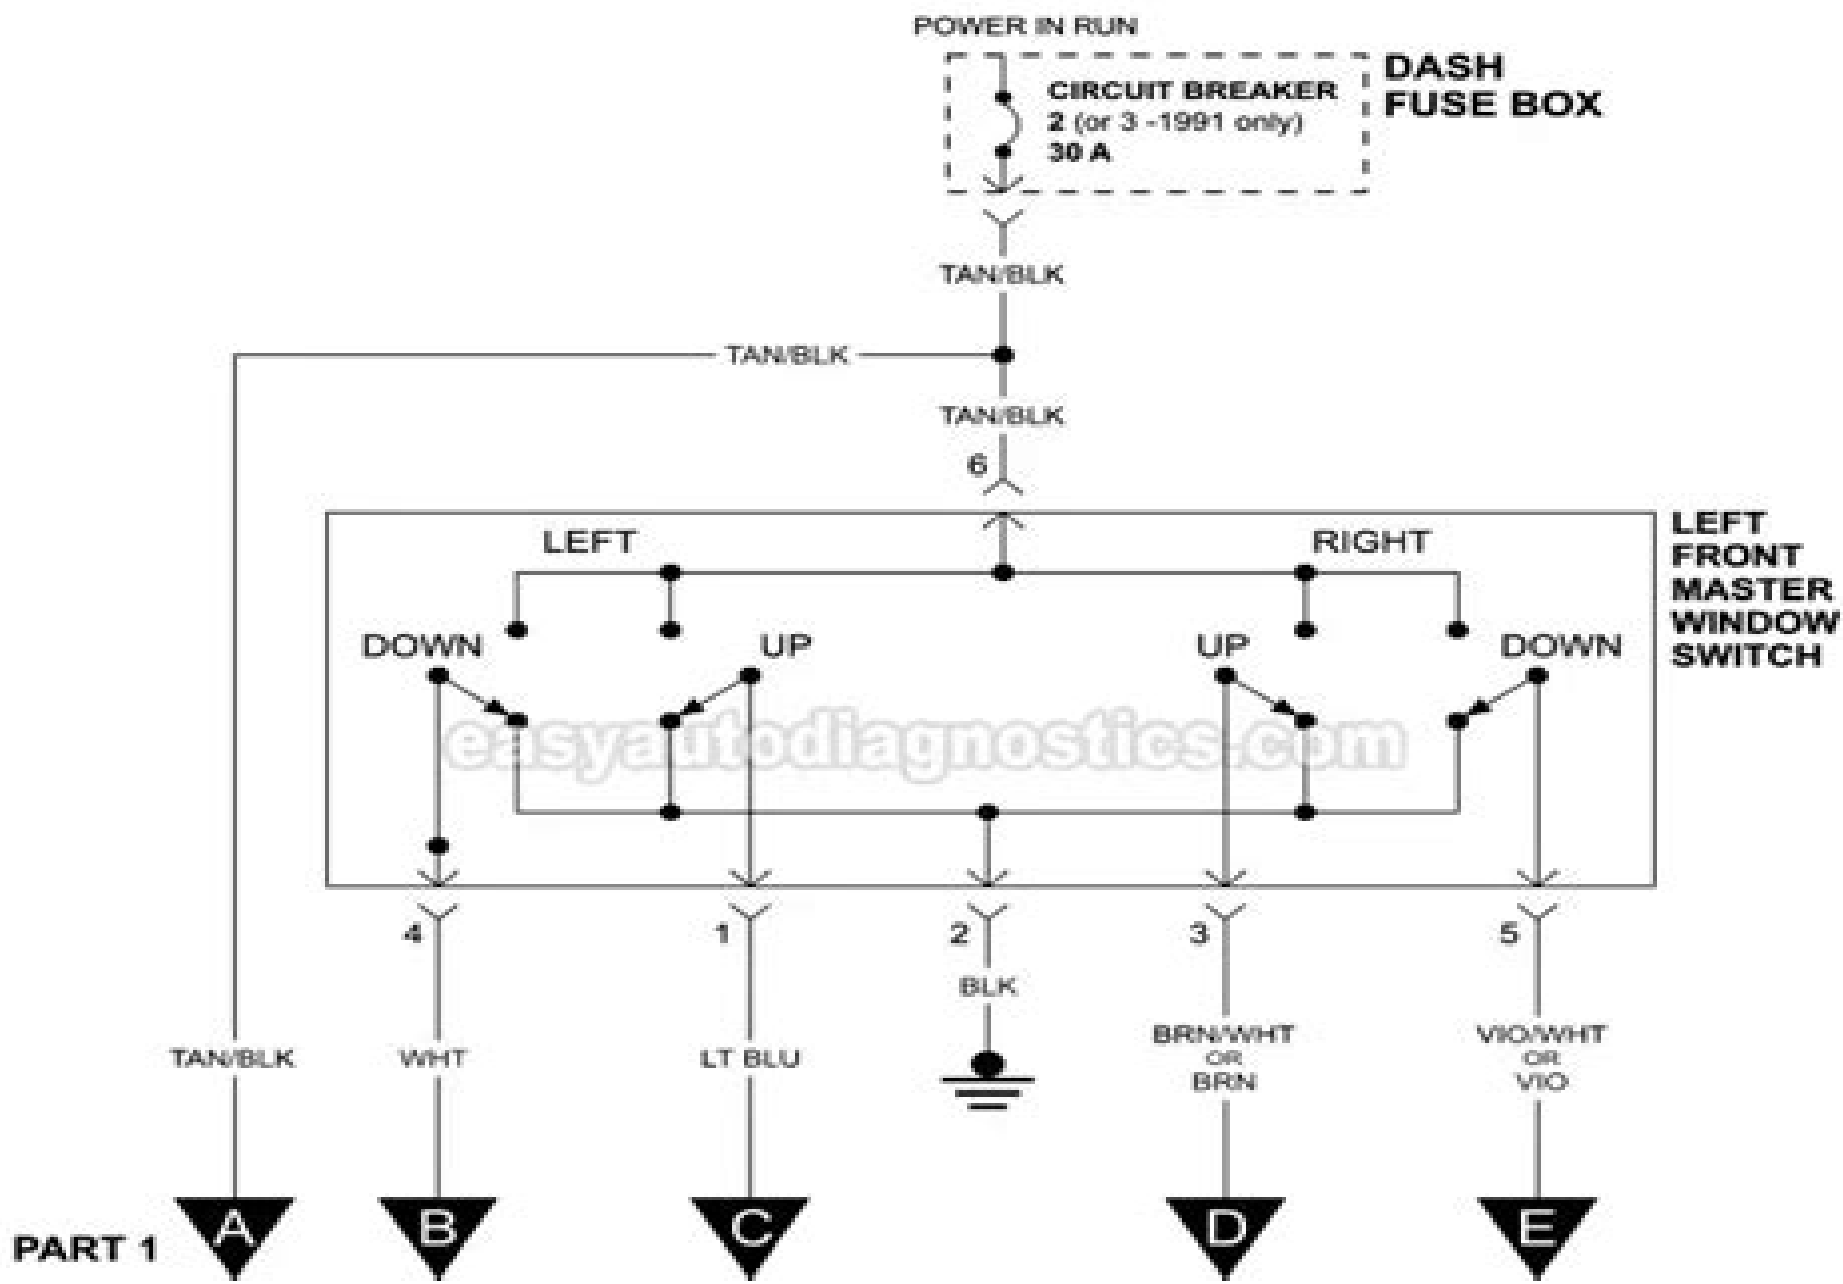 POWER IN RUN
DASH
FUSE BOX
CIRCUIT BREAKER
2 (or 3 -1991 only)
30 A
TAN/BLK
TAN/BLK
TAN/BLK
6
LEFT
RIGHT
LEFT
FRONT
MASTER
WINDOW
SWITCH
DOWN
UP
UP
DOWN
easyautodiagnostics.com
4
1
2
3
5
BLK
TAN/BLK
WHT
LT BLU
BRN/WHT
OR
BRN
VIO/WHT
OR
VIO
PART 1
A
B
C
D
E